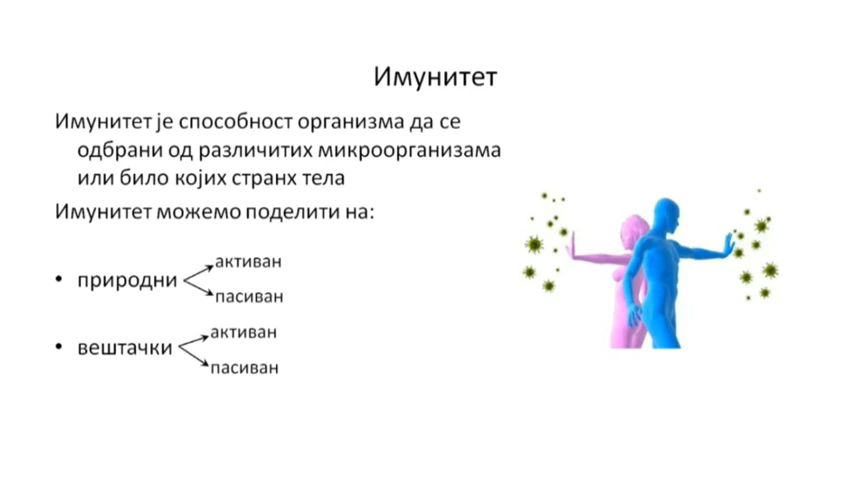 Имунитет
Имунитет је способност организма да се
одбрани од различитих микроорганизама
или било којих странх тела
Имунитет можемо поделити на:
• природни
активан
пасиван
• вештачки
активан
пасиван